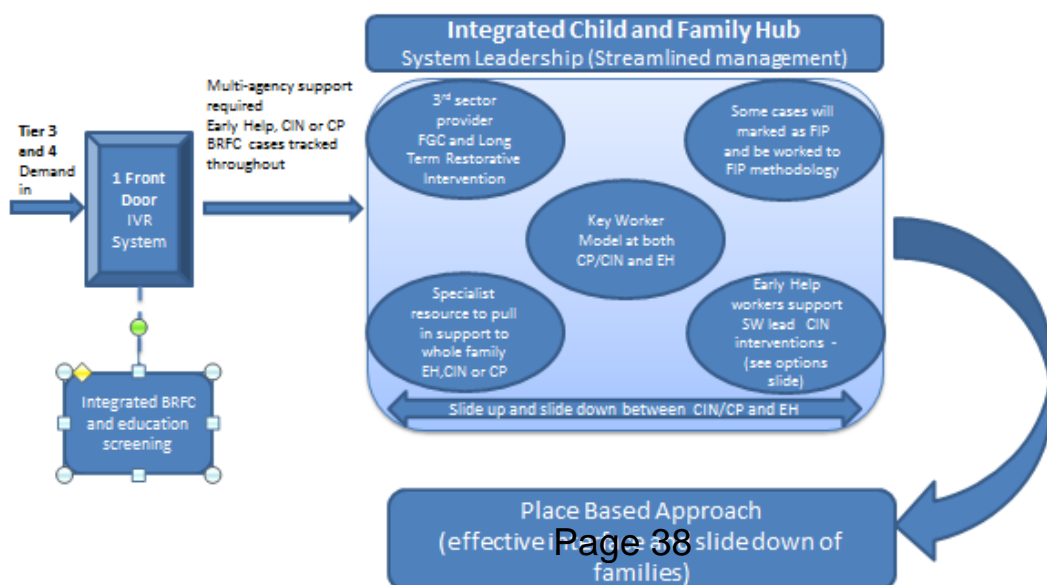 Integrated Child and Family Hub
System Leadership (Streamlined management)
Multi-agency support
required
Early Help, CIN or CP
BRFC cases tracked
throughout
Tier 3
and 4
Demand
in
1 Front
Door
IVR
System
Integrated BRFC
and education
screening
3rd sector
provider
FGC and Long
Term Restorative
Intervention
Some cases will
marked as FIP
and be worked to
FIP methodology
Key Worker
Model at both
CP/CIN and EH
Specialist
resource to pull
in support to
whole family
EH,CIN or CP
Early Help
workers support
SW lead CIN
interventions -
(see options
slide)
Slide up and slide down between CIN/CP and EH
Place Based Approach
(effective interface and slide down of
families)
Page 38